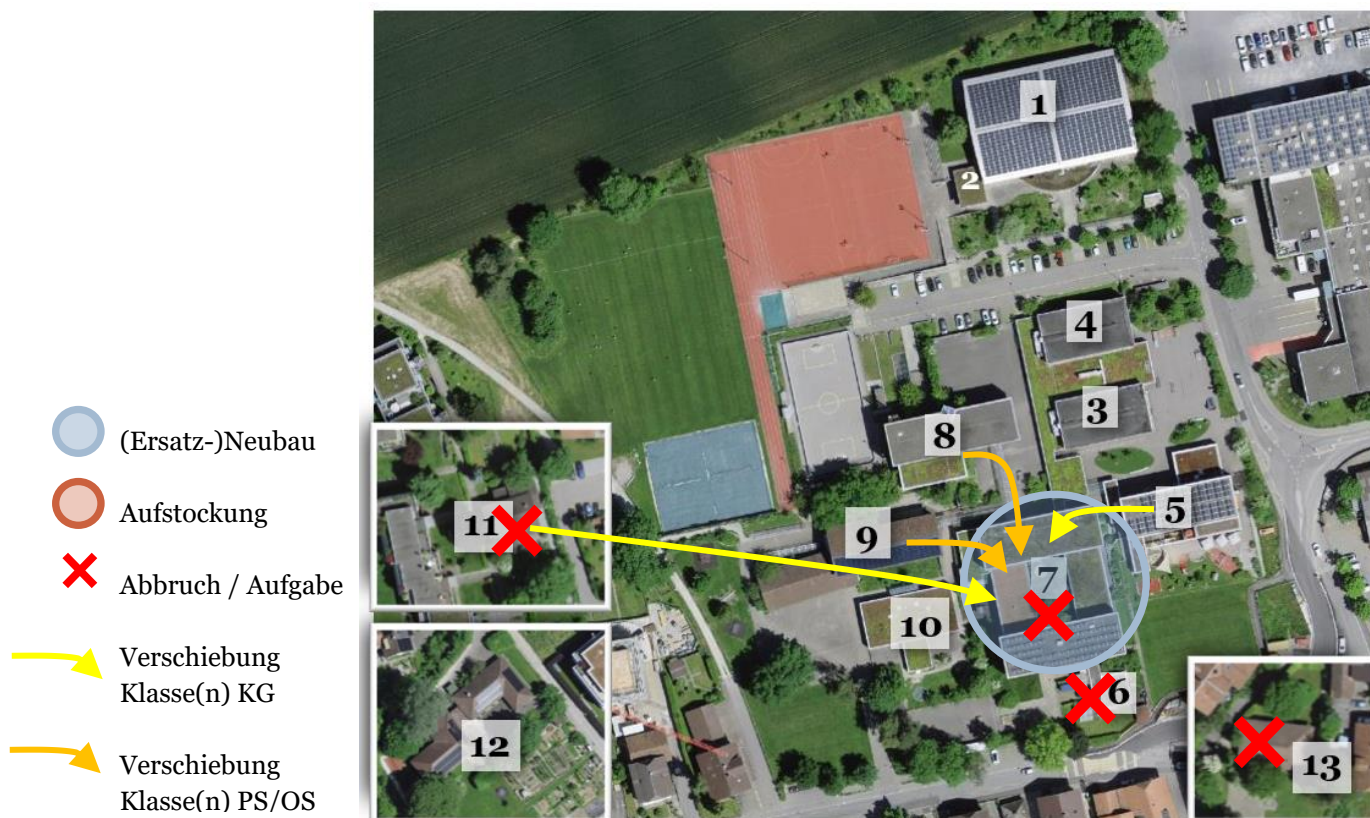 (Ersatz-)Neubau
Aufstockung
Abbruch / Aufgabe
Verschiebung
Klasse(n) KG
Verschiebung
Klasse(n) PS/OS
1
2
4
3
8
5
11
9
7
10
6
12
13